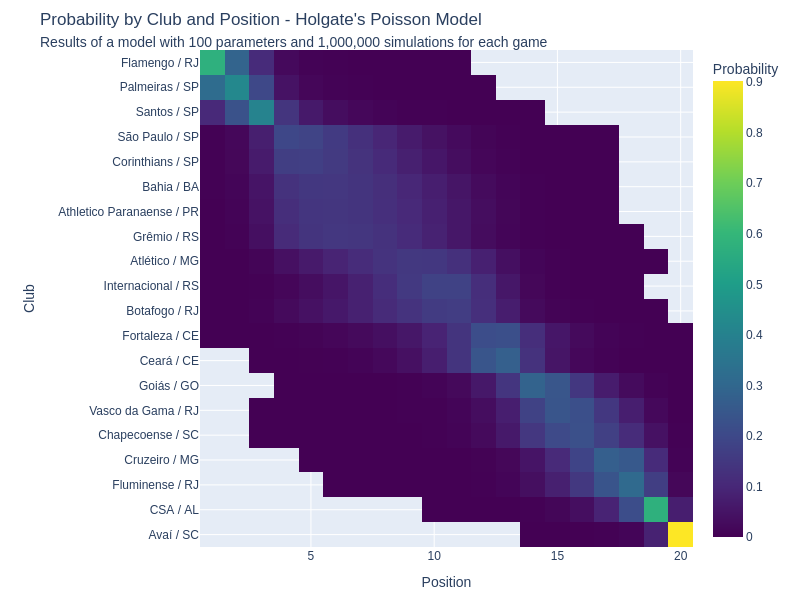 Probability by Club and Position - Holgate's Poisson Model
Results of a model with 100 parameters and 1,000,000 simulations for each game
Flamengo / RJ
Palmeiras / SP
Santos / SP
São Paulo / SP
Corinthians / SP
Bahia / BA
Athletico Paranaense / PR
Grêmio / RS
Atlético / MG
Internacional / RS
Botafogo / RJ
Fortaleza / CE
Ceará / CE
Goiás / GO
Vasco da Gama / RJ
Chapecoense / SC
Cruzeiro / MG
Fluminense / RJ
CSA / AL
Avaí / SC
Club
5
10
15
20
Position
Probability
0.9
0.8
0.7
0.6
0.5
0.4
0.3
0.2
0.1
0